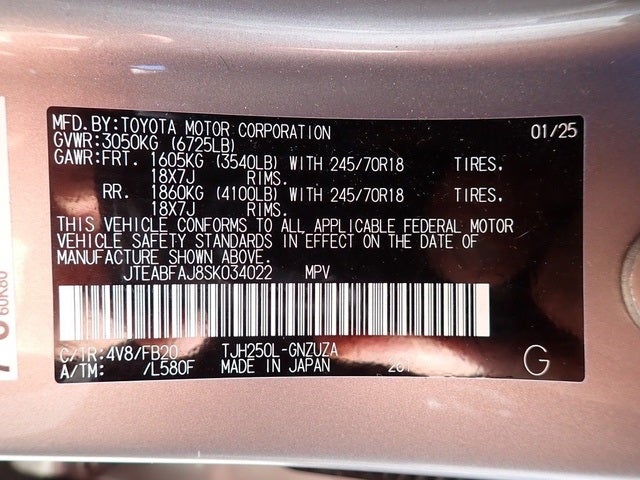 MFD.BY:TOYOTA MOTOR CORPORATION 01/25
GVWR:3050KG (6725LB)
GAWR:FRT. 1605KG (3540LB) WITH 245/70R18 TIRES,
18X7J RIMS.
RR. 1860KG (4100LB) WITH 245/70R18 TIRES,
18X7J RIMS.
THIS VEHICLE CONFORMS TO ALL APPLICABLE FEDERAL MOTOR
VEHICLE SAFETY STANDARDS IN EFFECT ON THE DATE OF
MANUFACTURE SHOWN ABOVE.
JTEABFAJ8SK034022 MPV
C/TR:4V8/FB20 TJH250L-GNZUZA
A/TM: /L580F MADE IN JAPAN
G
60K80